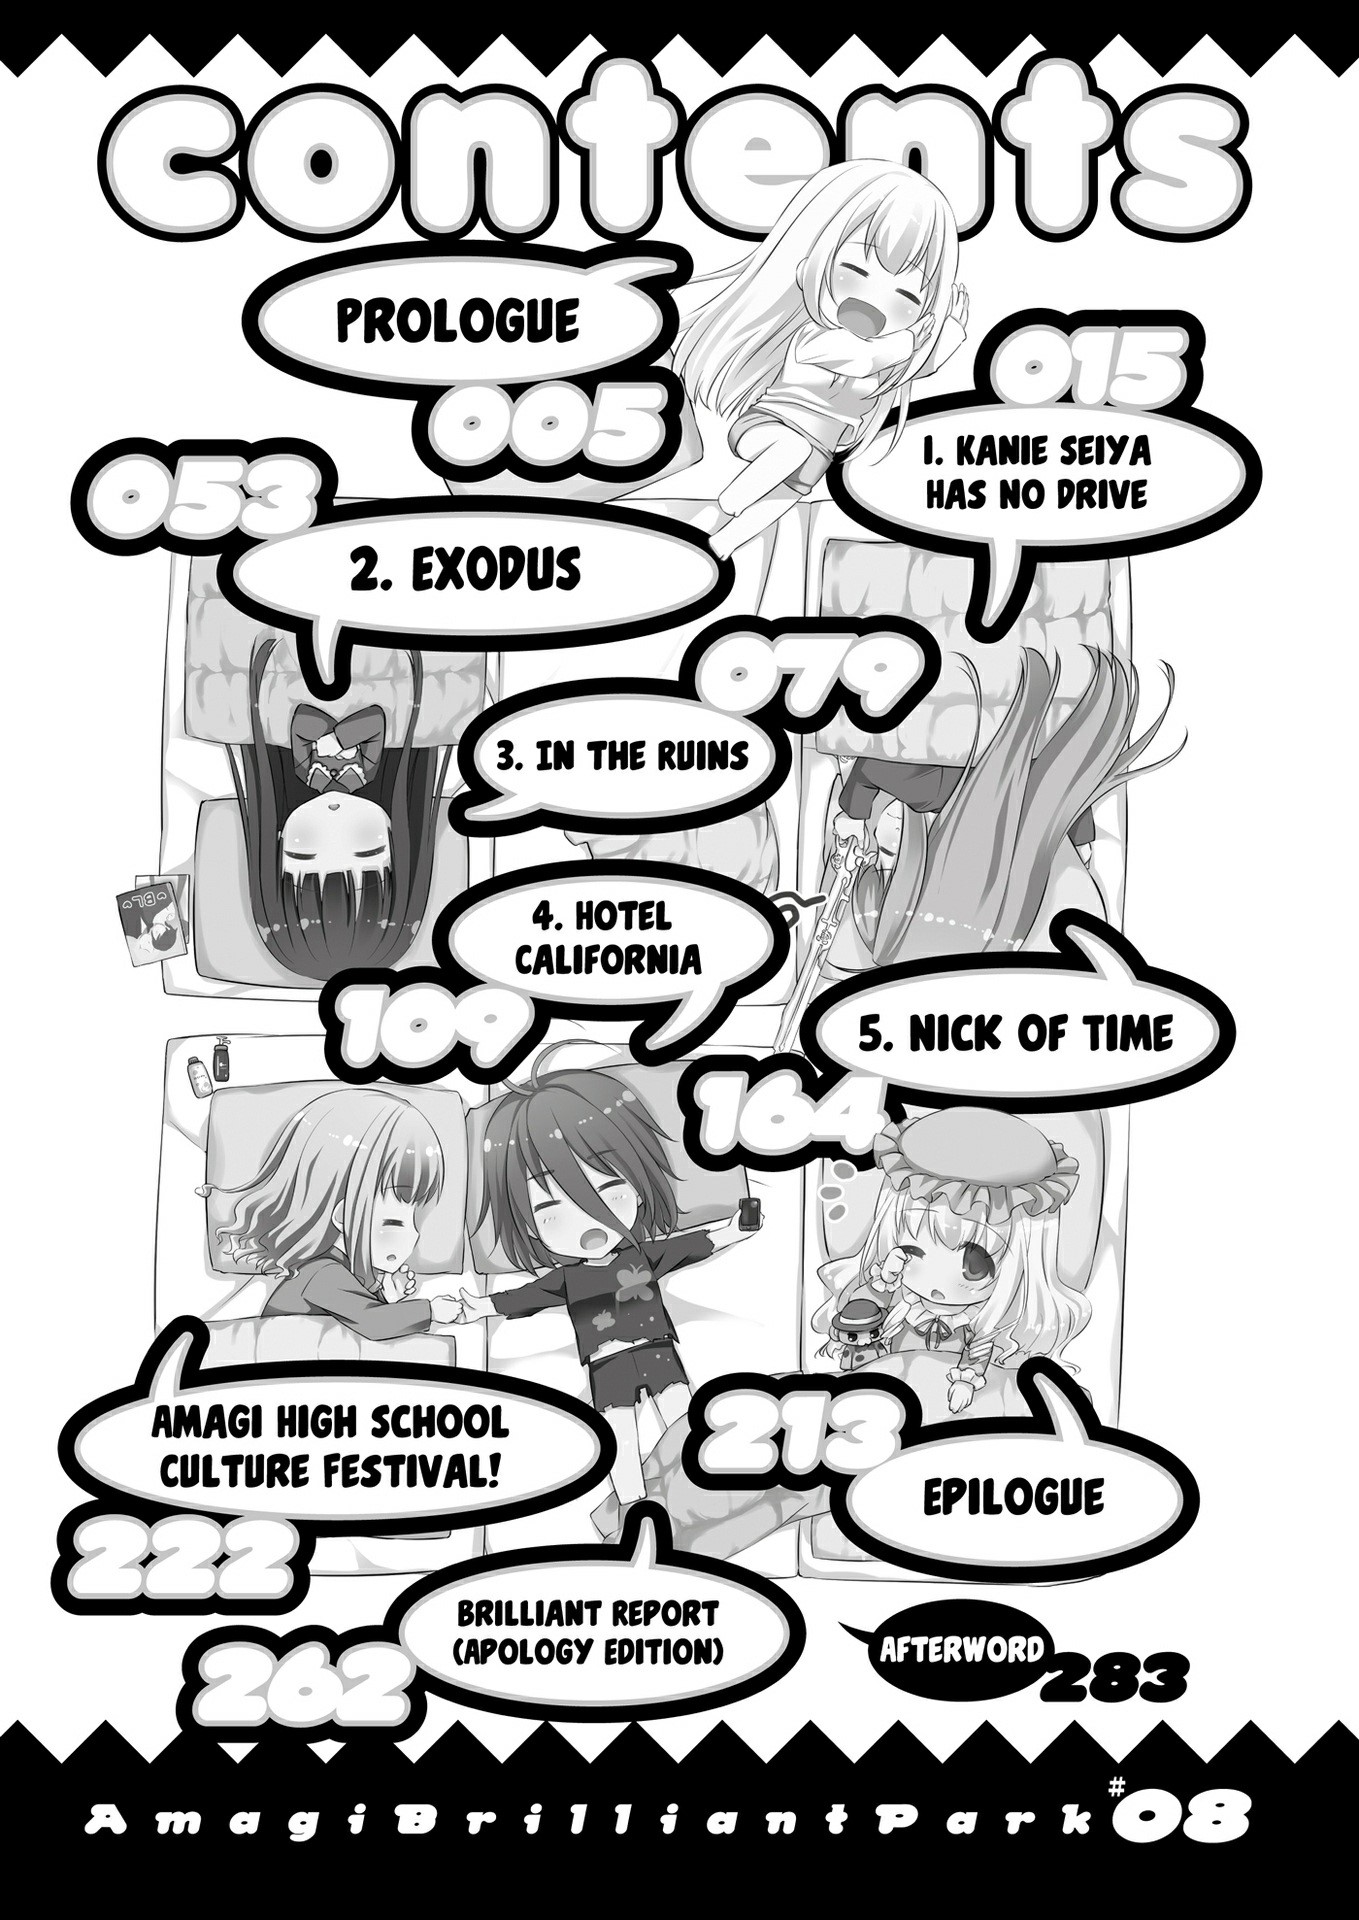 contents
PROLOGUE
005
015
1. KANIE SEIYA
HAS NO DRIVE
053
2. EXODUS
079
3. IN THE RUINS
4. HOTEL
CALIFORNIA
109
5. NICK OF TIME
164
♡BL♡
AMAGI HIGH SCHOOL
CULTURE FESTIVAL!
222
213
EPILOGUE
BRILLIANT REPORT
(APOLOGY EDITION)
262
AFTERWORD
283
AmagiBrilliantPark #08